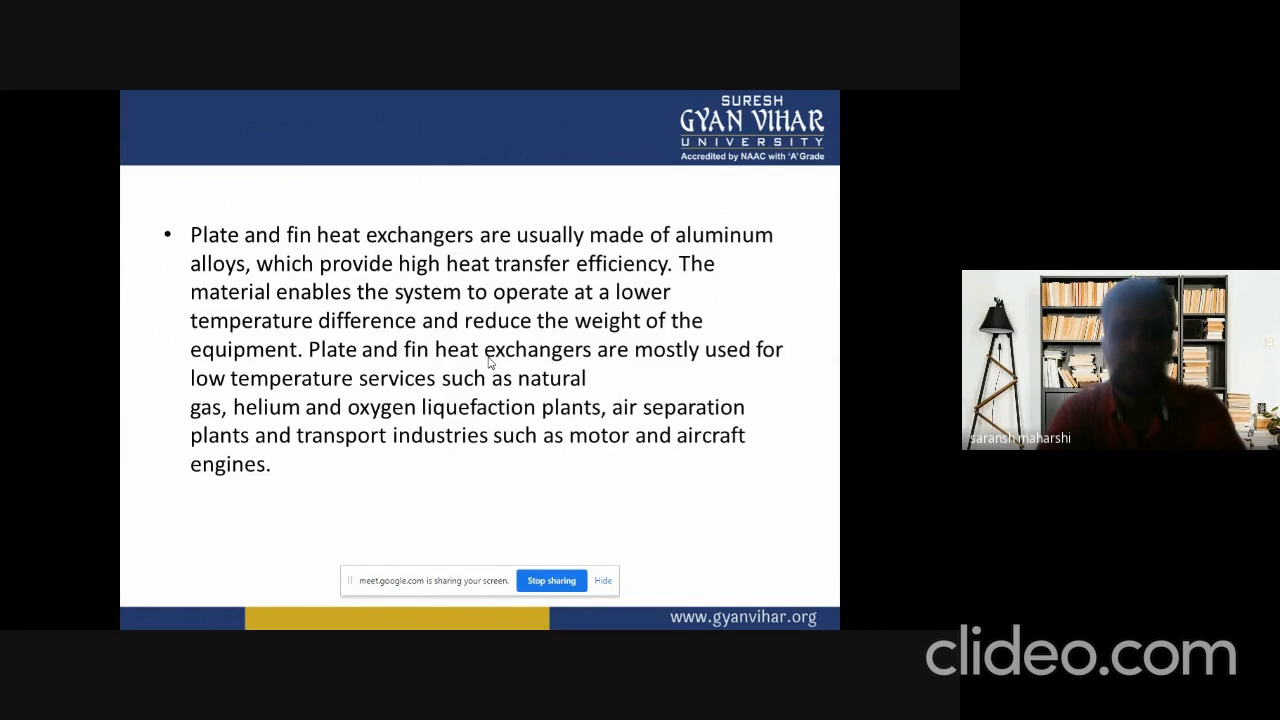 SURESH
GYAN VIHAR
UNIVERSITY
Accredited by NAAC with 'A' Grade
• Plate and fin heat exchangers are usually made of aluminum
alloys, which provide high heat transfer efficiency. The
material enables the system to operate at a lower
temperature difference and reduce the weight of the
equipment. Plate and fin heat exchangers are mostly used for
low temperature services such as natural
gas, helium and oxygen liquefaction plants, air separation
plants and transport industries such as motor and aircraft
engines.
saransh maharshi
meet.google.com is sharing your screen. Stop sharing Hide
www.gyanvihar.org
clideo.com